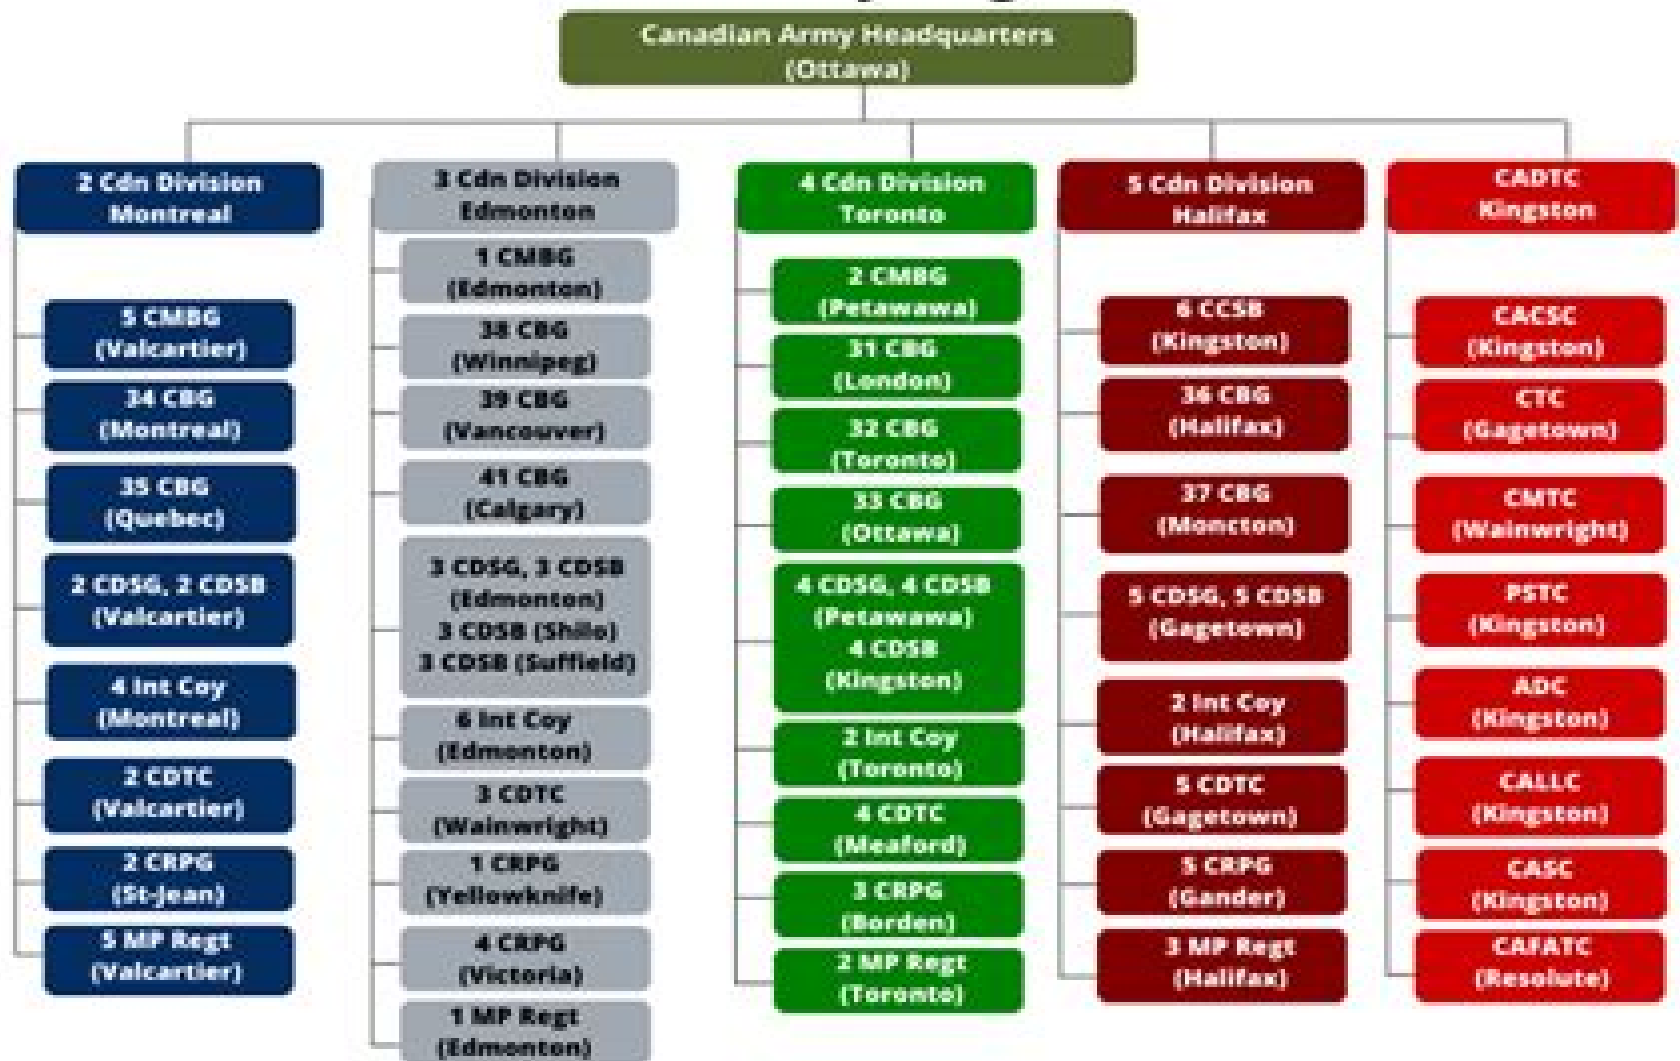 Canadian Army Headquarters
(Ottawa)
2 Cdn Division
Montreal
5 CMBG
(Valcartier)
34 CBG
(Montreal)
35 CBG
(Quebec)
2 CDSG, 2 CDSB
(Valcartier)
4 Int Coy
(Montreal)
2 CDTC
(Valcartier)
2 CRPG
(St-Jean)
5 MP Regt
(Valcartier)
3 Cdn Division
Edmonton
1 CMBG
(Edmonton)
38 CBG
(Winnipeg)
39 CBG
(Vancouver)
41 CBG
(Calgary)
3 CDSG, 3 CDSB
(Edmonton)
3 CDSB (Shilo)
3 CDSB (Suffield)
6 Int Coy
(Edmonton)
3 CDTC
(Wainwright)
1 CRPG
(Yellowknife)
4 CRPG
(Victoria)
1 MP Regt
(Edmonton)
4 Cdn Division
Toronto
2 CMBG
(Petawawa)
31 CBG
(London)
32 CBG
(Toronto)
33 CBG
(Ottawa)
4 CDSG, 4 CDSB
(Petawawa)
4 CDSB
(Kingston)
2 Int Coy
(Toronto)
4 CDTC
(Meaford)
3 CRPG
(Borden)
2 MP Regt
(Toronto)
5 Cdn Division
Halifax
6 CCSB
(Kingston)
36 CBG
(Halifax)
37 CBG
(Moncton)
5 CDSG, 5 CDSB
(Gagetown)
2 Int Coy
(Halifax)
5 CDTC
(Gagetown)
5 CRPG
(Gander)
3 MP Regt
(Halifax)
CADTC
Kingston
CACSC
(Kingston)
CTC
(Gagetown)
CMTC
(Wainwright)
PSTC
(Kingston)
ADC
(Kingston)
CALLC
(Kingston)
CASC
(Kingston)
CAFATC
(Resolute)